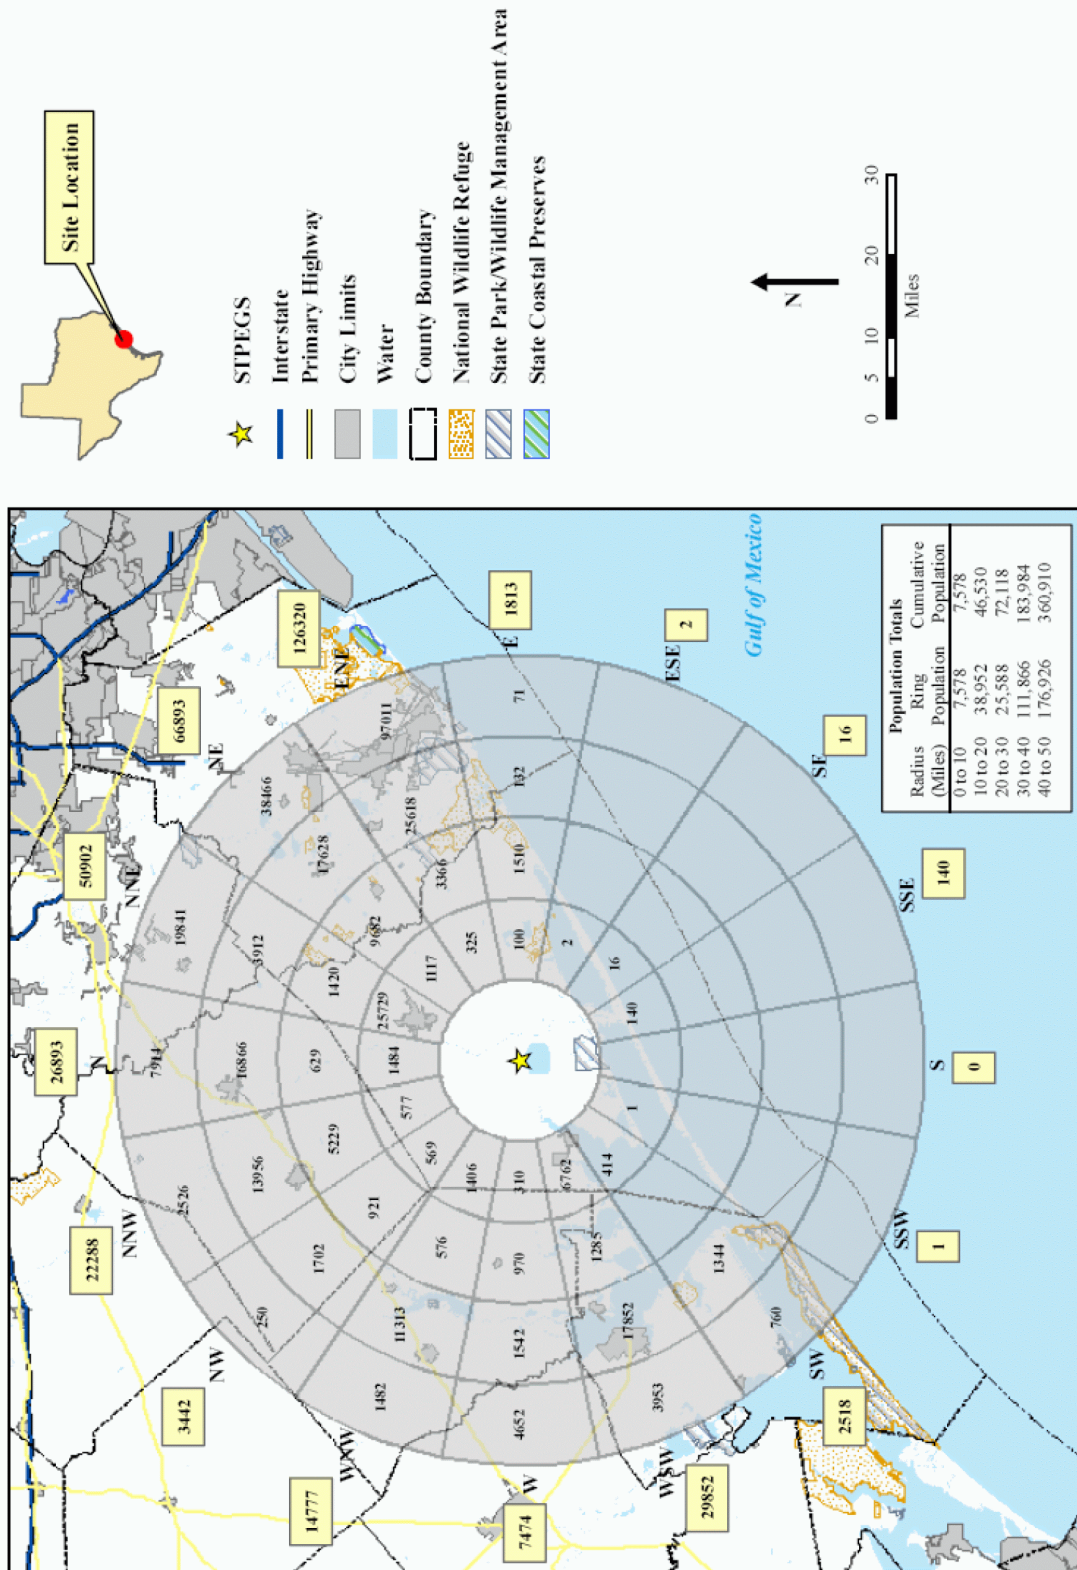 Site Location
STPEGS
Interstate
Primary Highway
City Limits
Water
County Boundary
National Wildlife Refuge
State Park/Wildlife Management Area
State Coastal Preserves
N
0 5 10 20 30
Miles
26893
N
50902
NNE
66893
NE
126320
ENE
1813
E
2
ESE
16
SE
140
SSE
0
S
1
SSW
2518
SW
29852
WSW
7474
W
14777
WNW
3442
NW
22288
NNW
Gulf of Mexico
7914
16866
629
1484
19841
3912
1420
25729
38466
17628
9682
1117
97011
25618
3366
325
71
132
1510
100
2
16
140
1
414
1344
760
6762
1285
17852
3953
310
970
1542
4652
1406
576
11313
1482
569
921
1702
250
577
5229
13956
2526
Population Totals
Radius Ring Cumulative
(Miles) Population Population
0 to 10 7,578 7,578
10 to 20 38,952 46,530
20 to 30 25,588 72,118
30 to 40 111,866 183,984
40 to 50 176,926 360,910